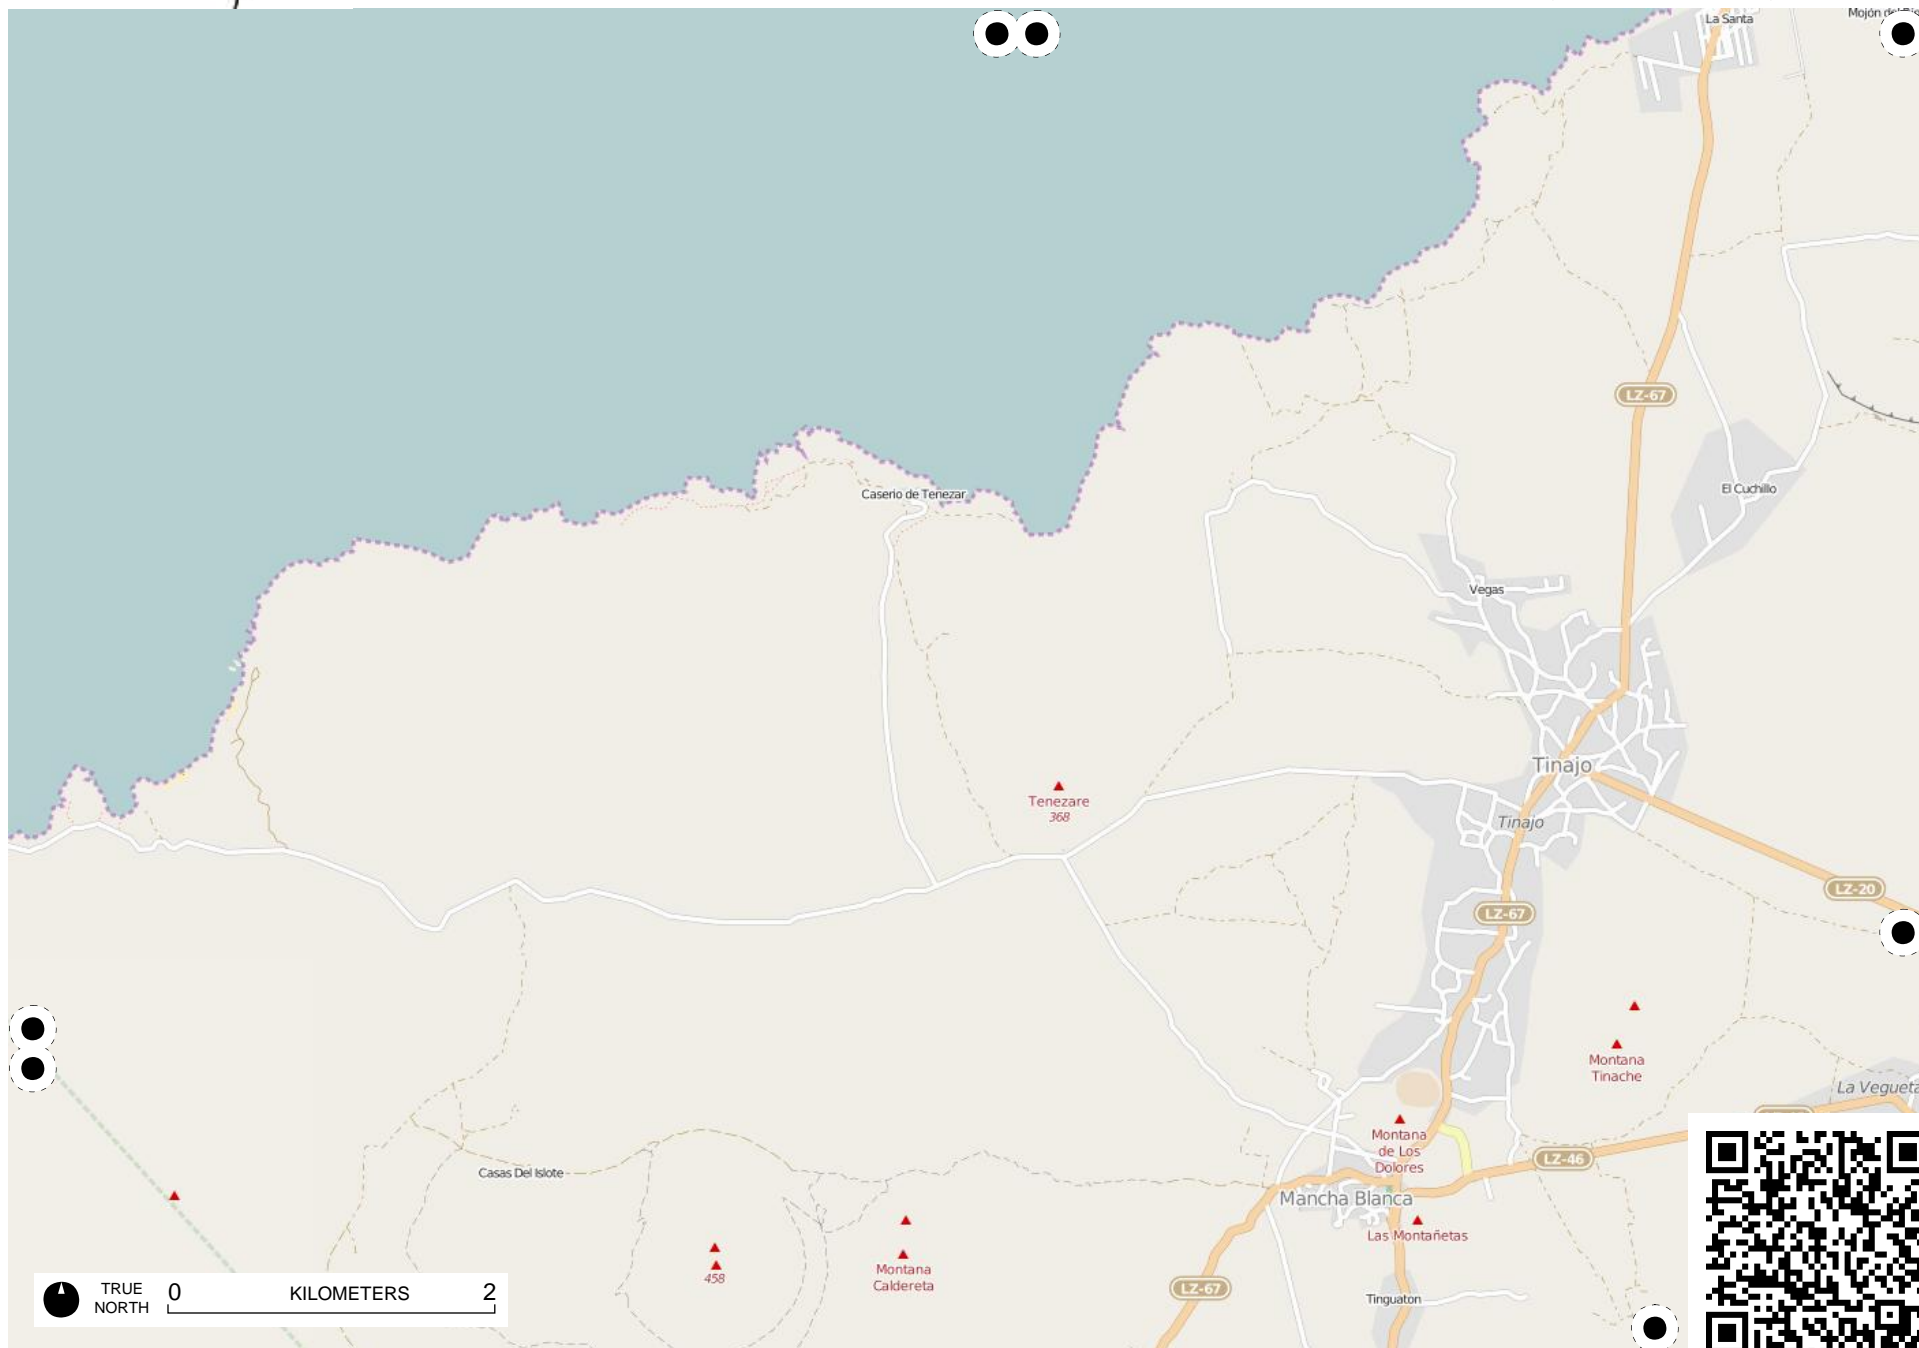 La Santa
LZ-67
El Cuchillo
Caserio de Tenezar
Vegas
Tinajo
Tenezare
368
Tinajo
LZ-20
LZ-67
Montana
Tinache
La Vegueta
Montana
de Los
Dolores
LZ-46
Casas Del Islote
Mancha Blanca
Las Montañetas
458
Montana
Caldereta
LZ-67
Tinguaton
TRUE
NORTH
0 KILOMETERS 2